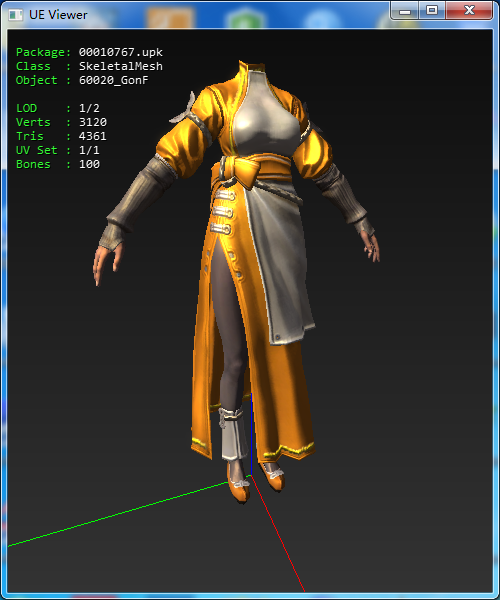 UE Viewer
Package: 00010767.upk
Class : SkeletalMesh
Object : 60020_GonF
LOD : 1/2
Verts : 3120
Tris : 4361
UV Set : 1/1
Bones : 100